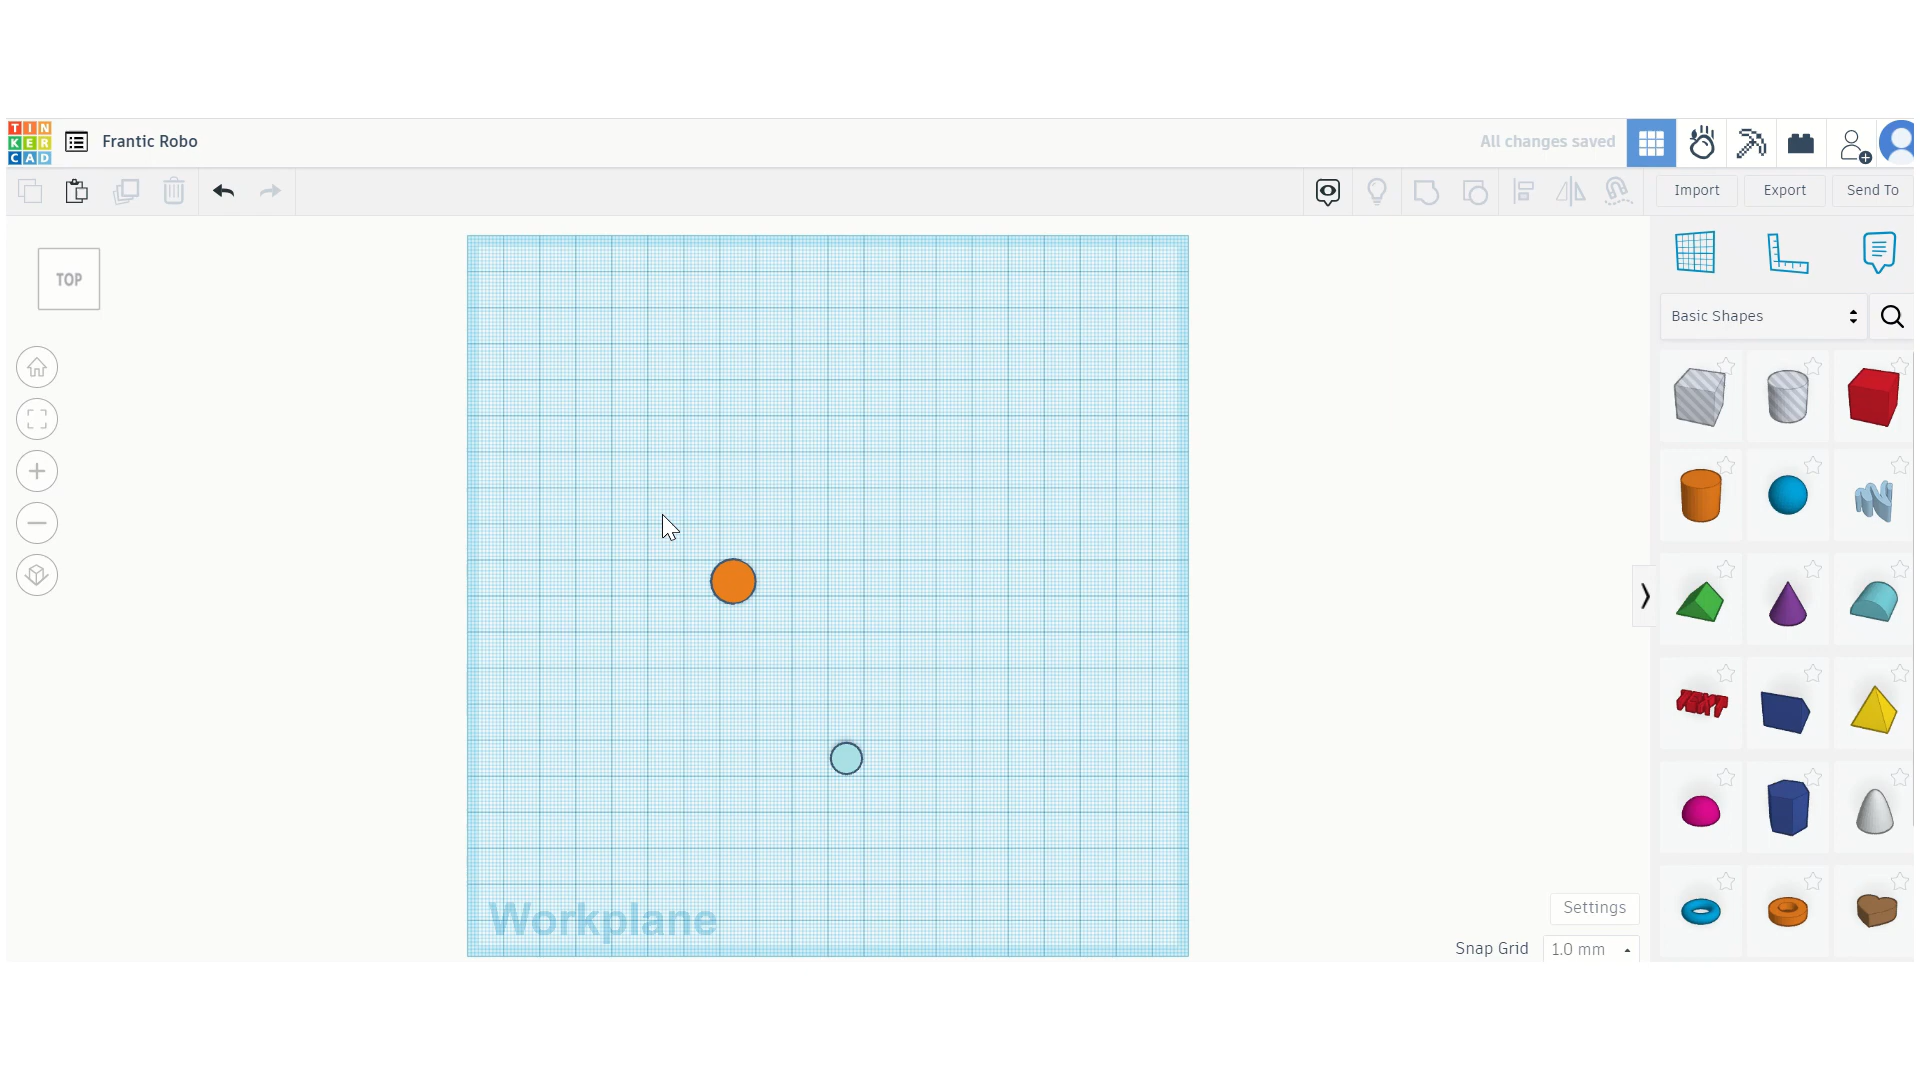 TIN
KER
CAD
Frantic Robo
All changes saved
Import
Export
Send To
TOP
Basic Shapes
TEXT
Workplane
Settings
Snap Grid
1.0 mm